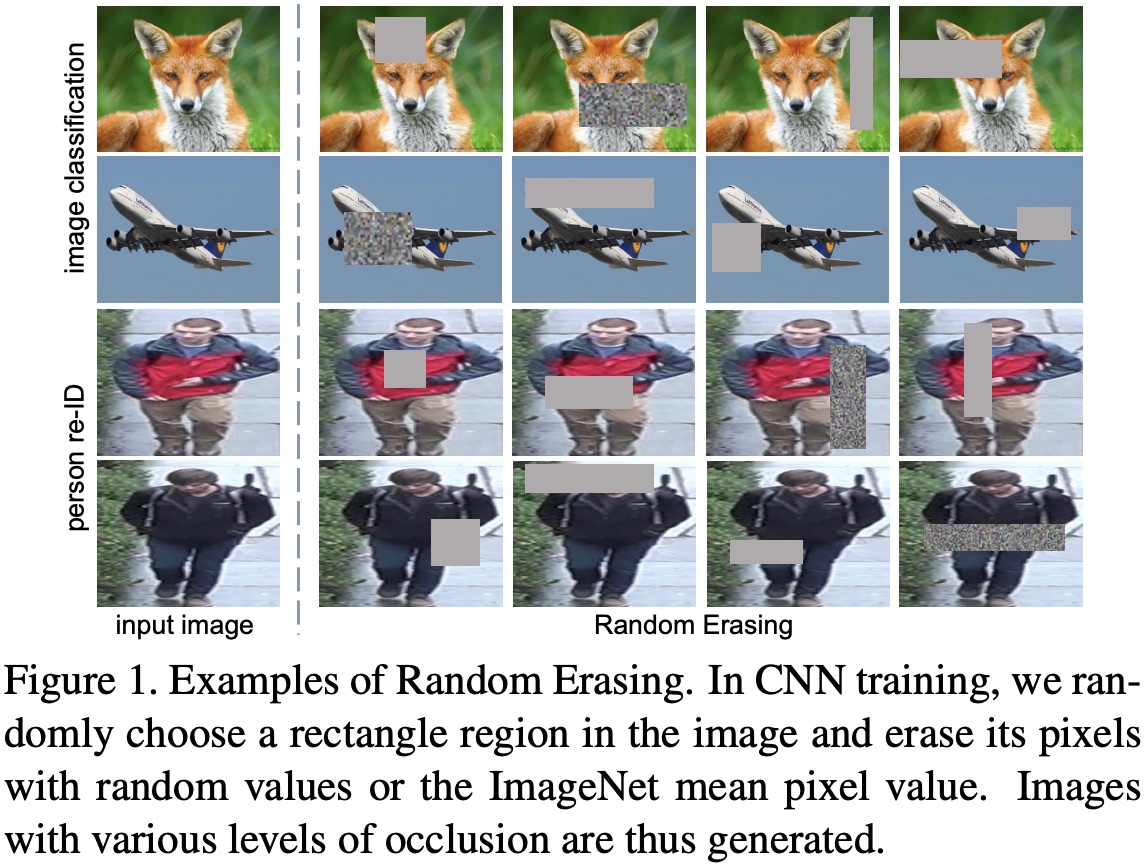 image classification
person re-ID
input image
Random Erasing
Figure 1. Examples of Random Erasing. In CNN training, we ran-
domly choose a rectangle region in the image and erase its pixels
with random values or the ImageNet mean pixel value. Images
with various levels of occlusion are thus generated.